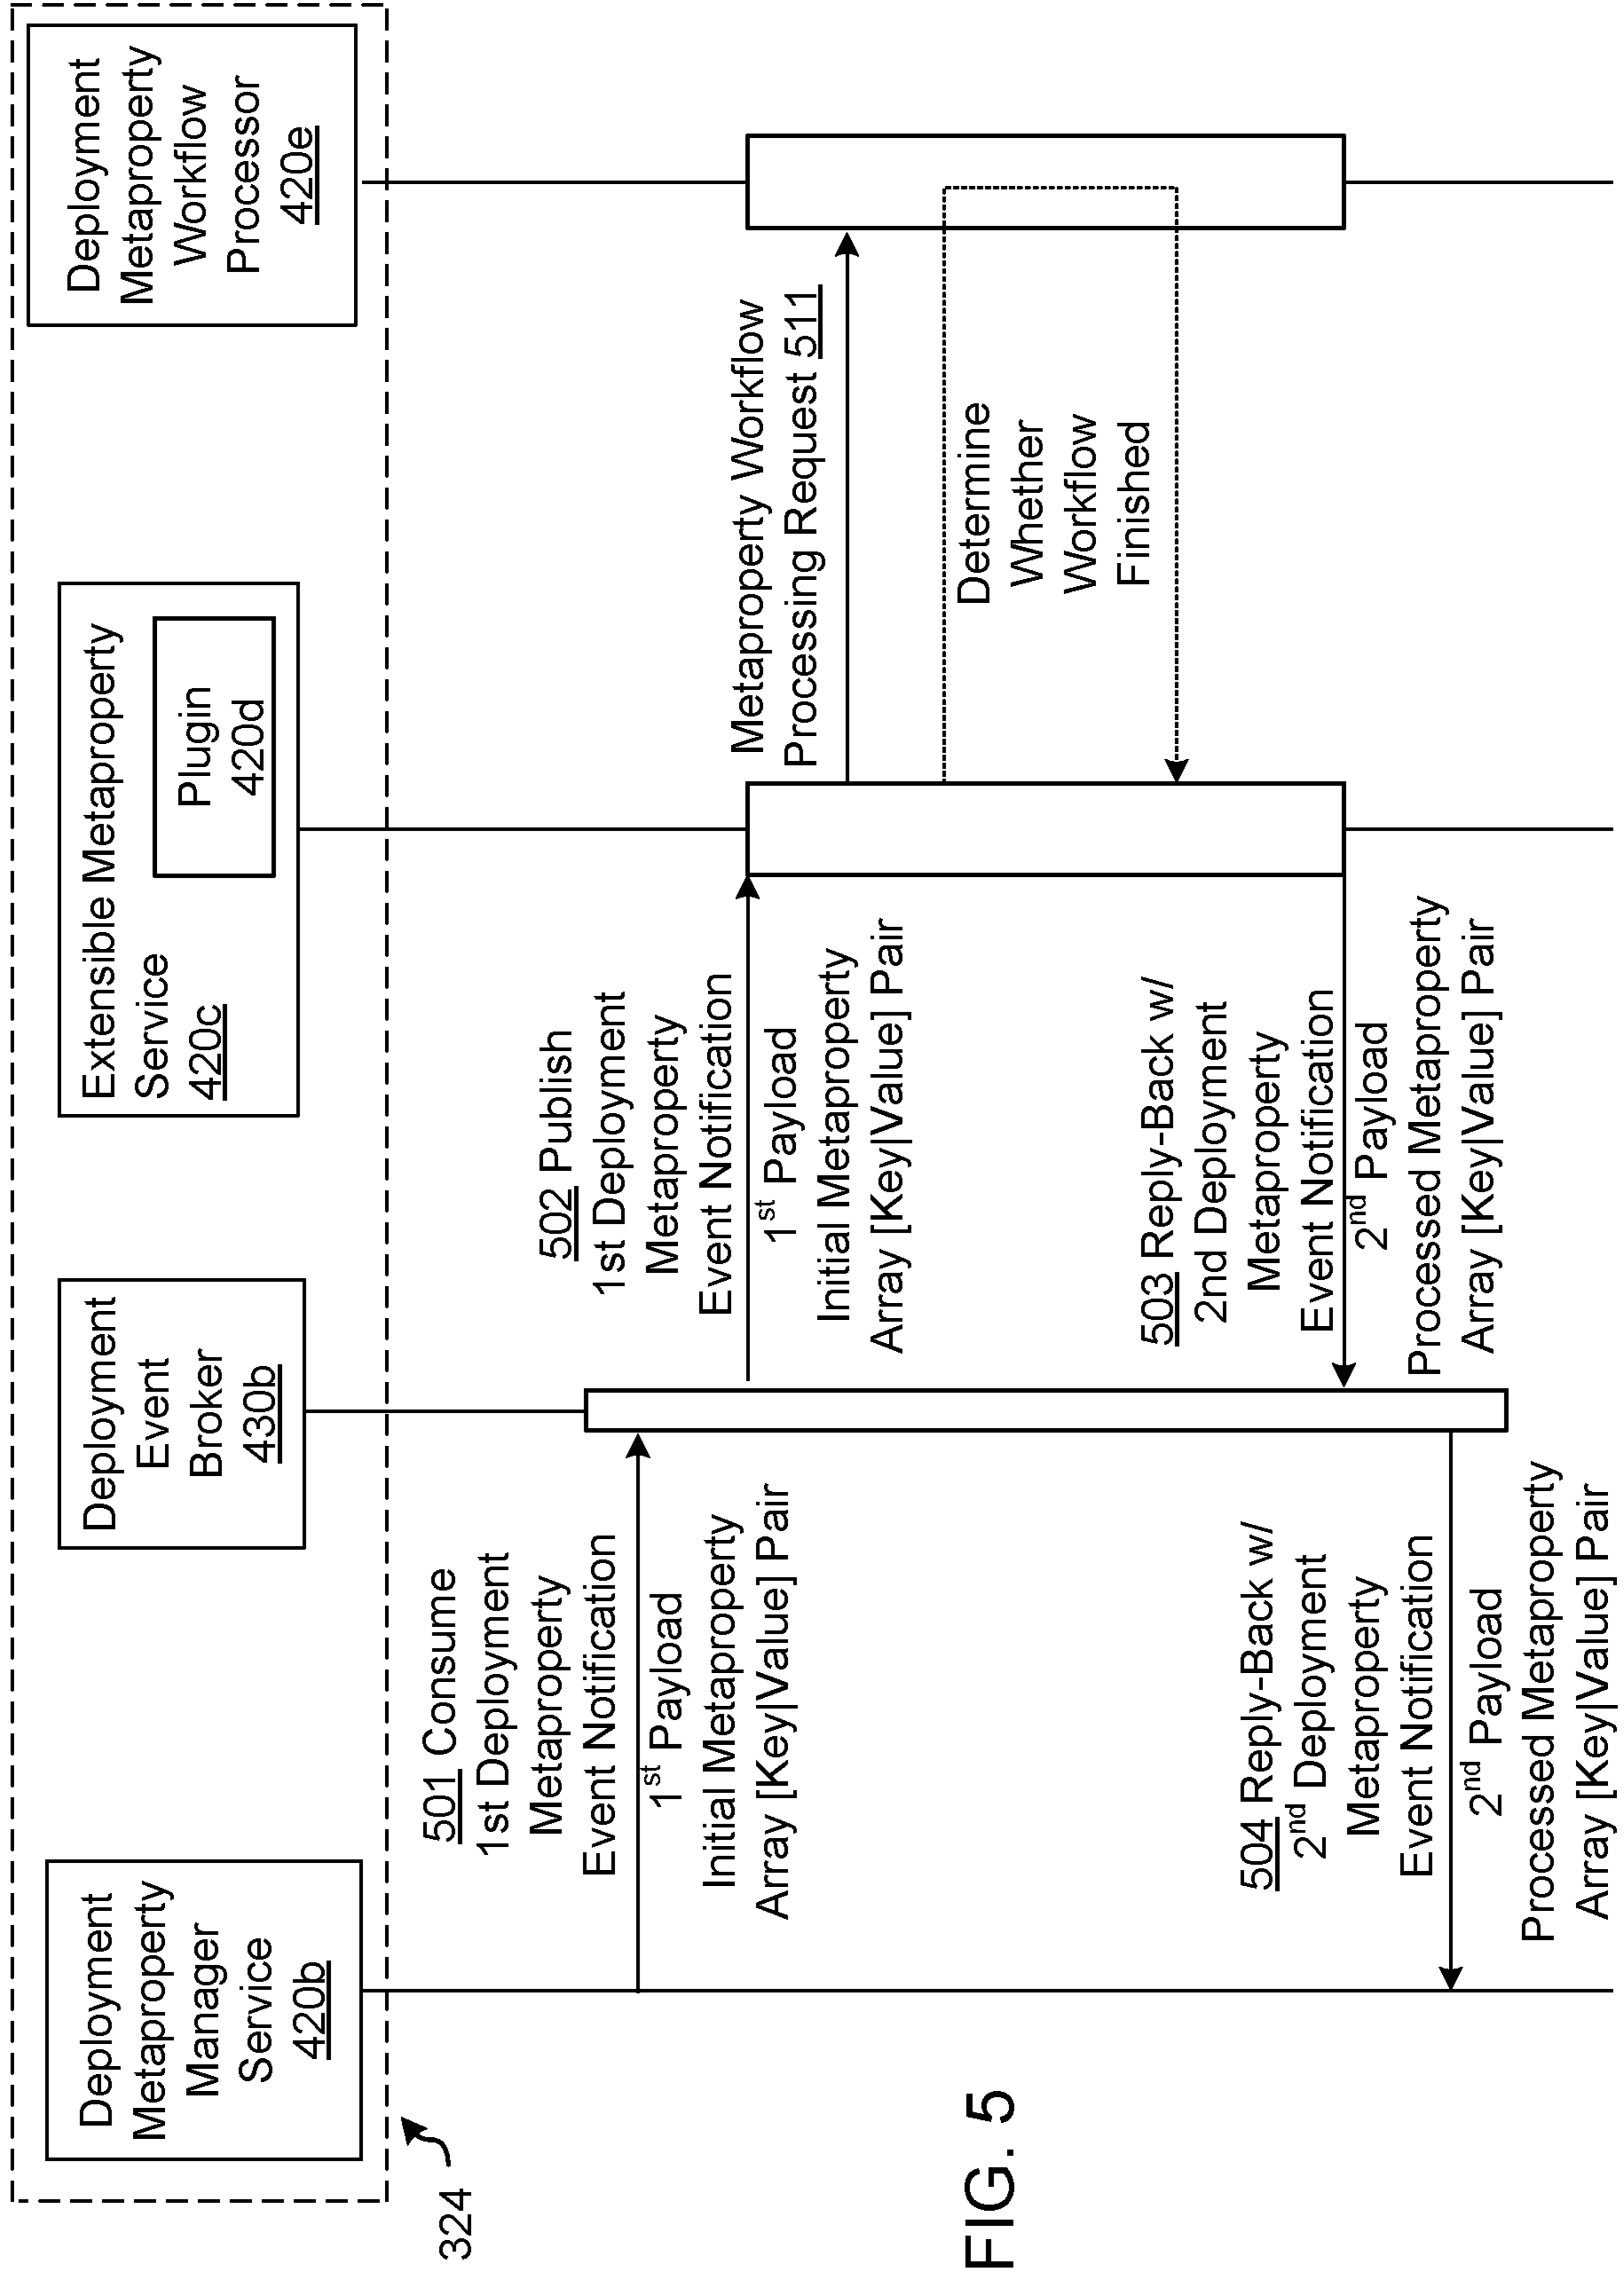 Deployment
Metaproperty
Manager
Service
420b
Deployment
Event
Broker
430b
Extensible Metaproperty
Service
420c
Plugin
420d
Deployment
Metaproperty
Workflow
Processor
420e
324
501 Consume
1st Deployment
Metaproperty
Event Notification
1st Payload
Initial Metaproperty
Array [Key|Value] Pair
502 Publish
1st Deployment
Metaproperty
Event Notification
1st Payload
Initial Metaproperty
Array [Key|Value] Pair
Metaproperty Workflow
Processing Request 511
Determine
Whether
Workflow
Finished
503 Reply-Back w/
2nd Deployment
Metaproperty
Event Notification
2nd Payload
Processed Metaproperty
Array [Key|Value] Pair
504 Reply-Back w/
2nd Deployment
Metaproperty
Event Notification
2nd Payload
Processed Metaproperty
Array [Key|Value] Pair
FIG. 5